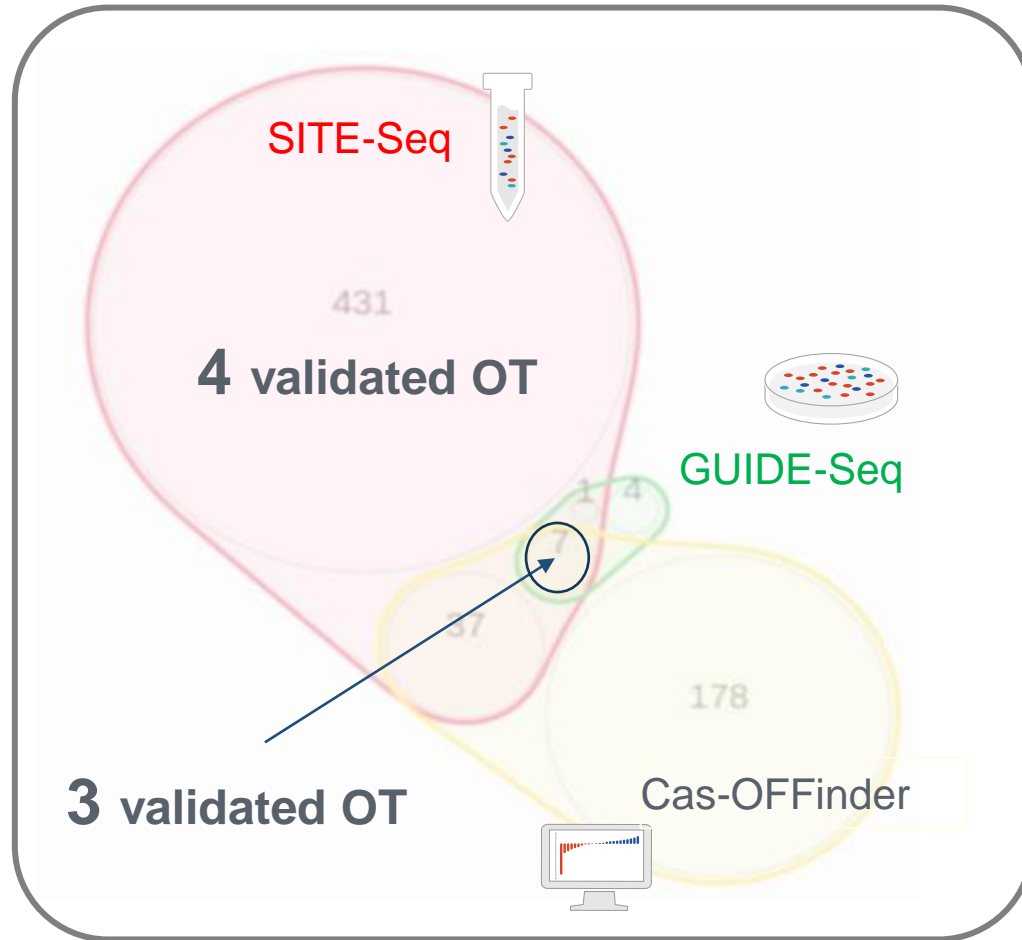 SITE-Seq
431
4 validated OT
GUIDE-Seq
1
4
7
37
178
Cas-OFFinder
3 validated OT